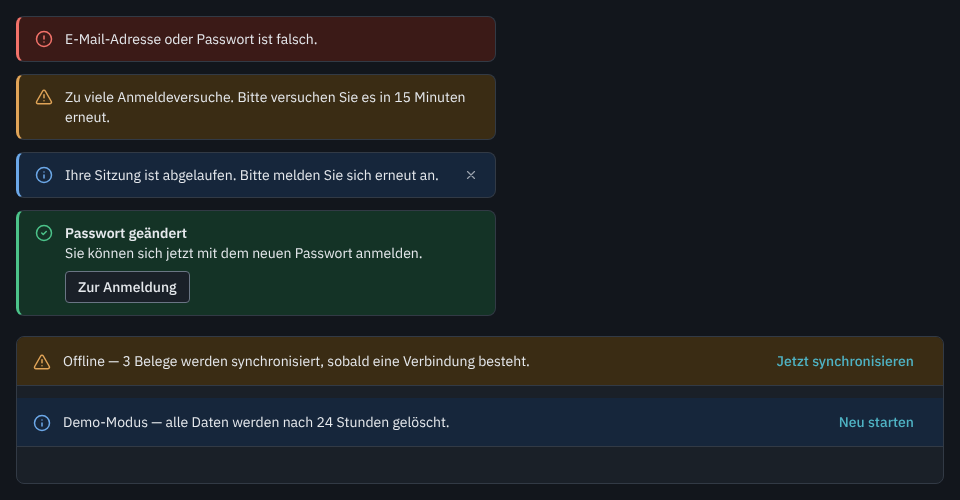 E-Mail-Adresse oder Passwort ist falsch.
Zu viele Anmeldeversuche. Bitte versuchen Sie es in 15 Minuten
erneut.
Ihre Sitzung ist abgelaufen. Bitte melden Sie sich erneut an.
Passwort geändert
Sie können sich jetzt mit dem neuen Passwort anmelden.
Zur Anmeldung
Offline — 3 Belege werden synchronisiert, sobald eine Verbindung besteht.
Jetzt synchronisieren
Demo-Modus — alle Daten werden nach 24 Stunden gelöscht.
Neu starten